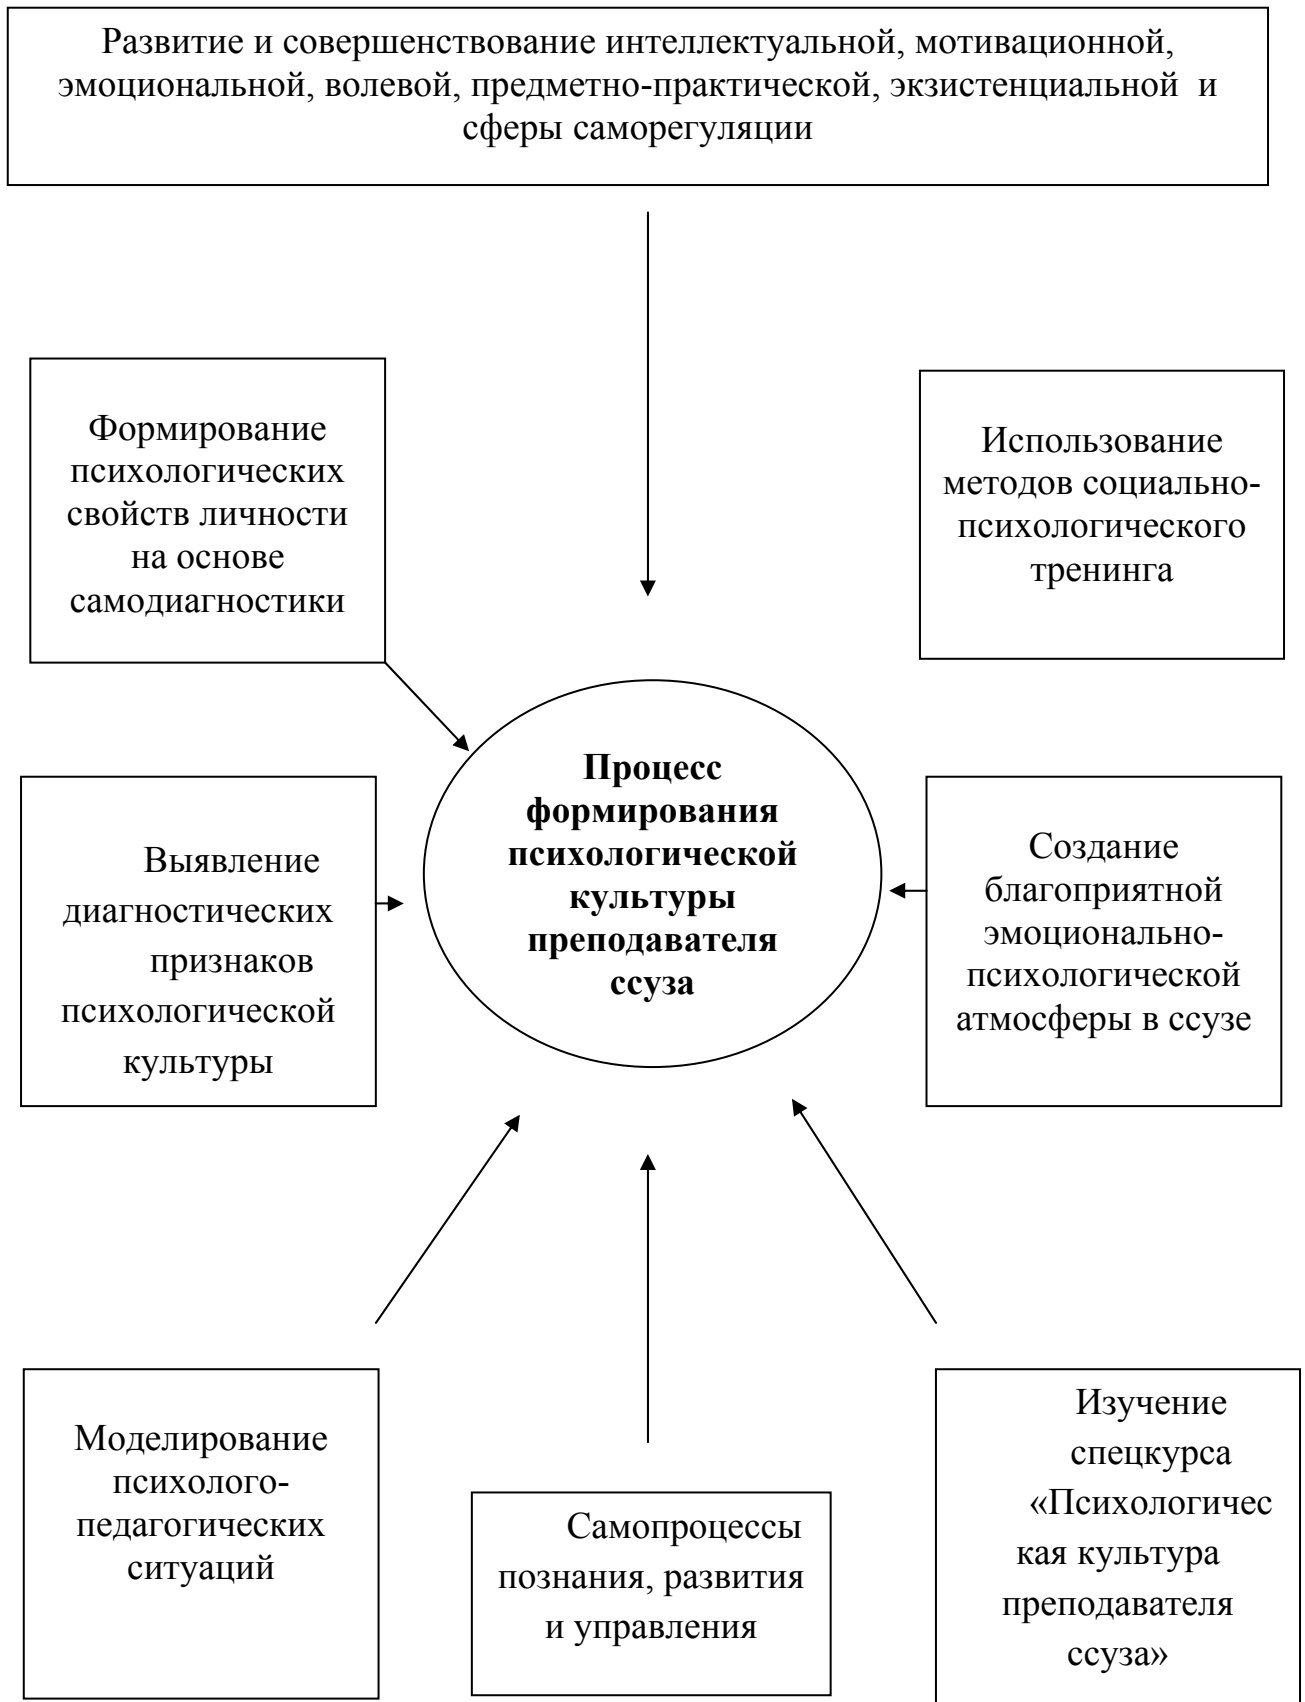 Развитие и совершенствование интеллектуальной, мотивационной,
эмоциональной, волевой, предметно-практической, экзистенциальной  и
сферы саморегуляции
Формирование
психологических
свойств личности
на основе
самодиагностики
Использование
методов социально-
психологического
тренинга
Процесс
формирования
психологической
культуры
преподавателя
ссуза
Выявление
диагностических
признаков
психологической
культуры
Создание
благоприятной
эмоционально-
психологической
атмосферы в ссузе
Моделирование
психолого-
педагогических
ситуаций
Самопроцессы
познания, развития
и управления
Изучение
спецкурса
«Психологичес
кая культура
преподавателя
ссуза»